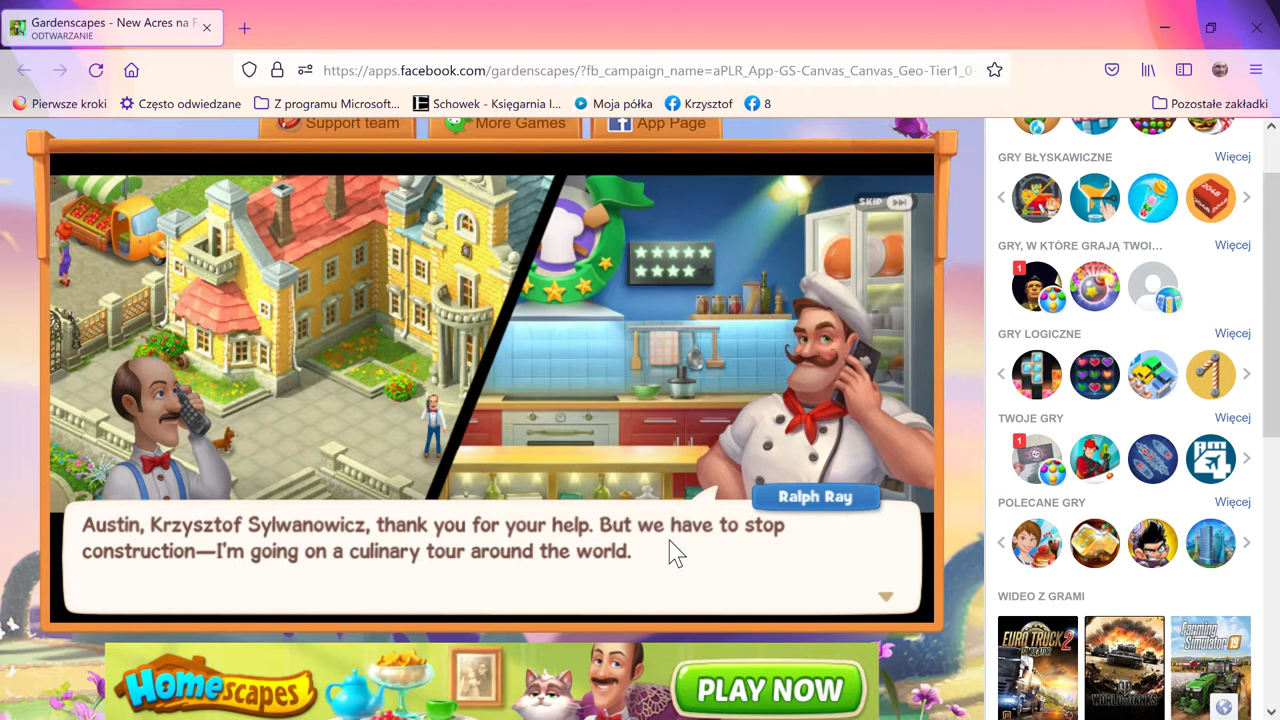 Gardenscapes - New Acres na F
ODTWARZANIE
https://apps.facebook.com/gardenscapes/?fb_campaign_name=aPLR_App-GS-Canvas_Canvas_Geo-Tier1_0-
Pierwsze kroki
Często odwiedzane
Z programu Microsoft...
Schowek - Księgarnia I...
Moja półka
Krzysztof
8
Pozostałe zakładki
Support team
More Games
App Page
SKIP
Ralph Ray
Austin, Krzysztof Sylwanowicz, thank you for your help. But we have to stop
construction—I'm going on a culinary tour around the world.
Homescapes
PLAY NOW
GRY BŁYSKAWICZNE
Więcej
2048
GRY, W KTÓRE GRAJĄ TWOI...
Więcej
1
GRY LOGICZNE
Więcej
TWOJE GRY
Więcej
1
POLECANE GRY
Więcej
WIDEO Z GRAMI
EURO TRUCK 2
SIMULATOR
WORLD OF TANKS
Farming
Simulator 19